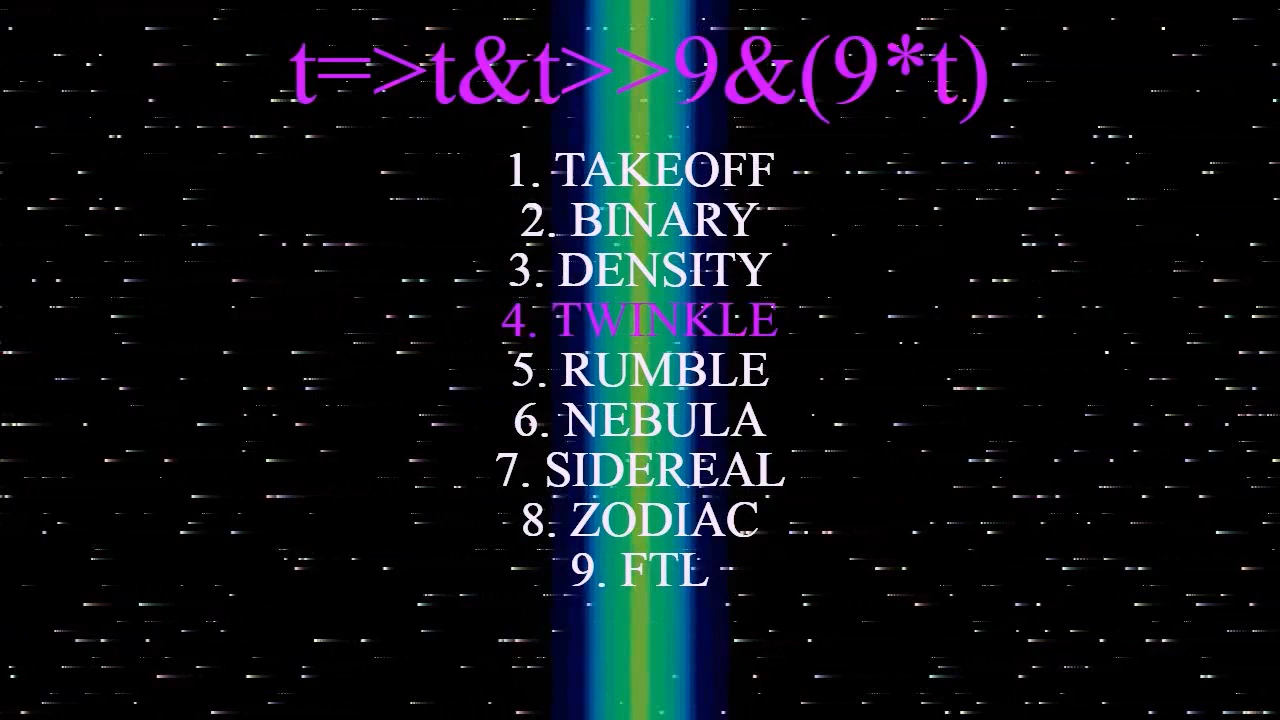 t=>t&t>>9&(9*t)
1. TAKEOFF
2. BINARY
3. DENSITY
4. TWINKLE
5. RUMBLE
6. NEBULA
7. SIDEREAL
8. ZODIAC
9. FTL